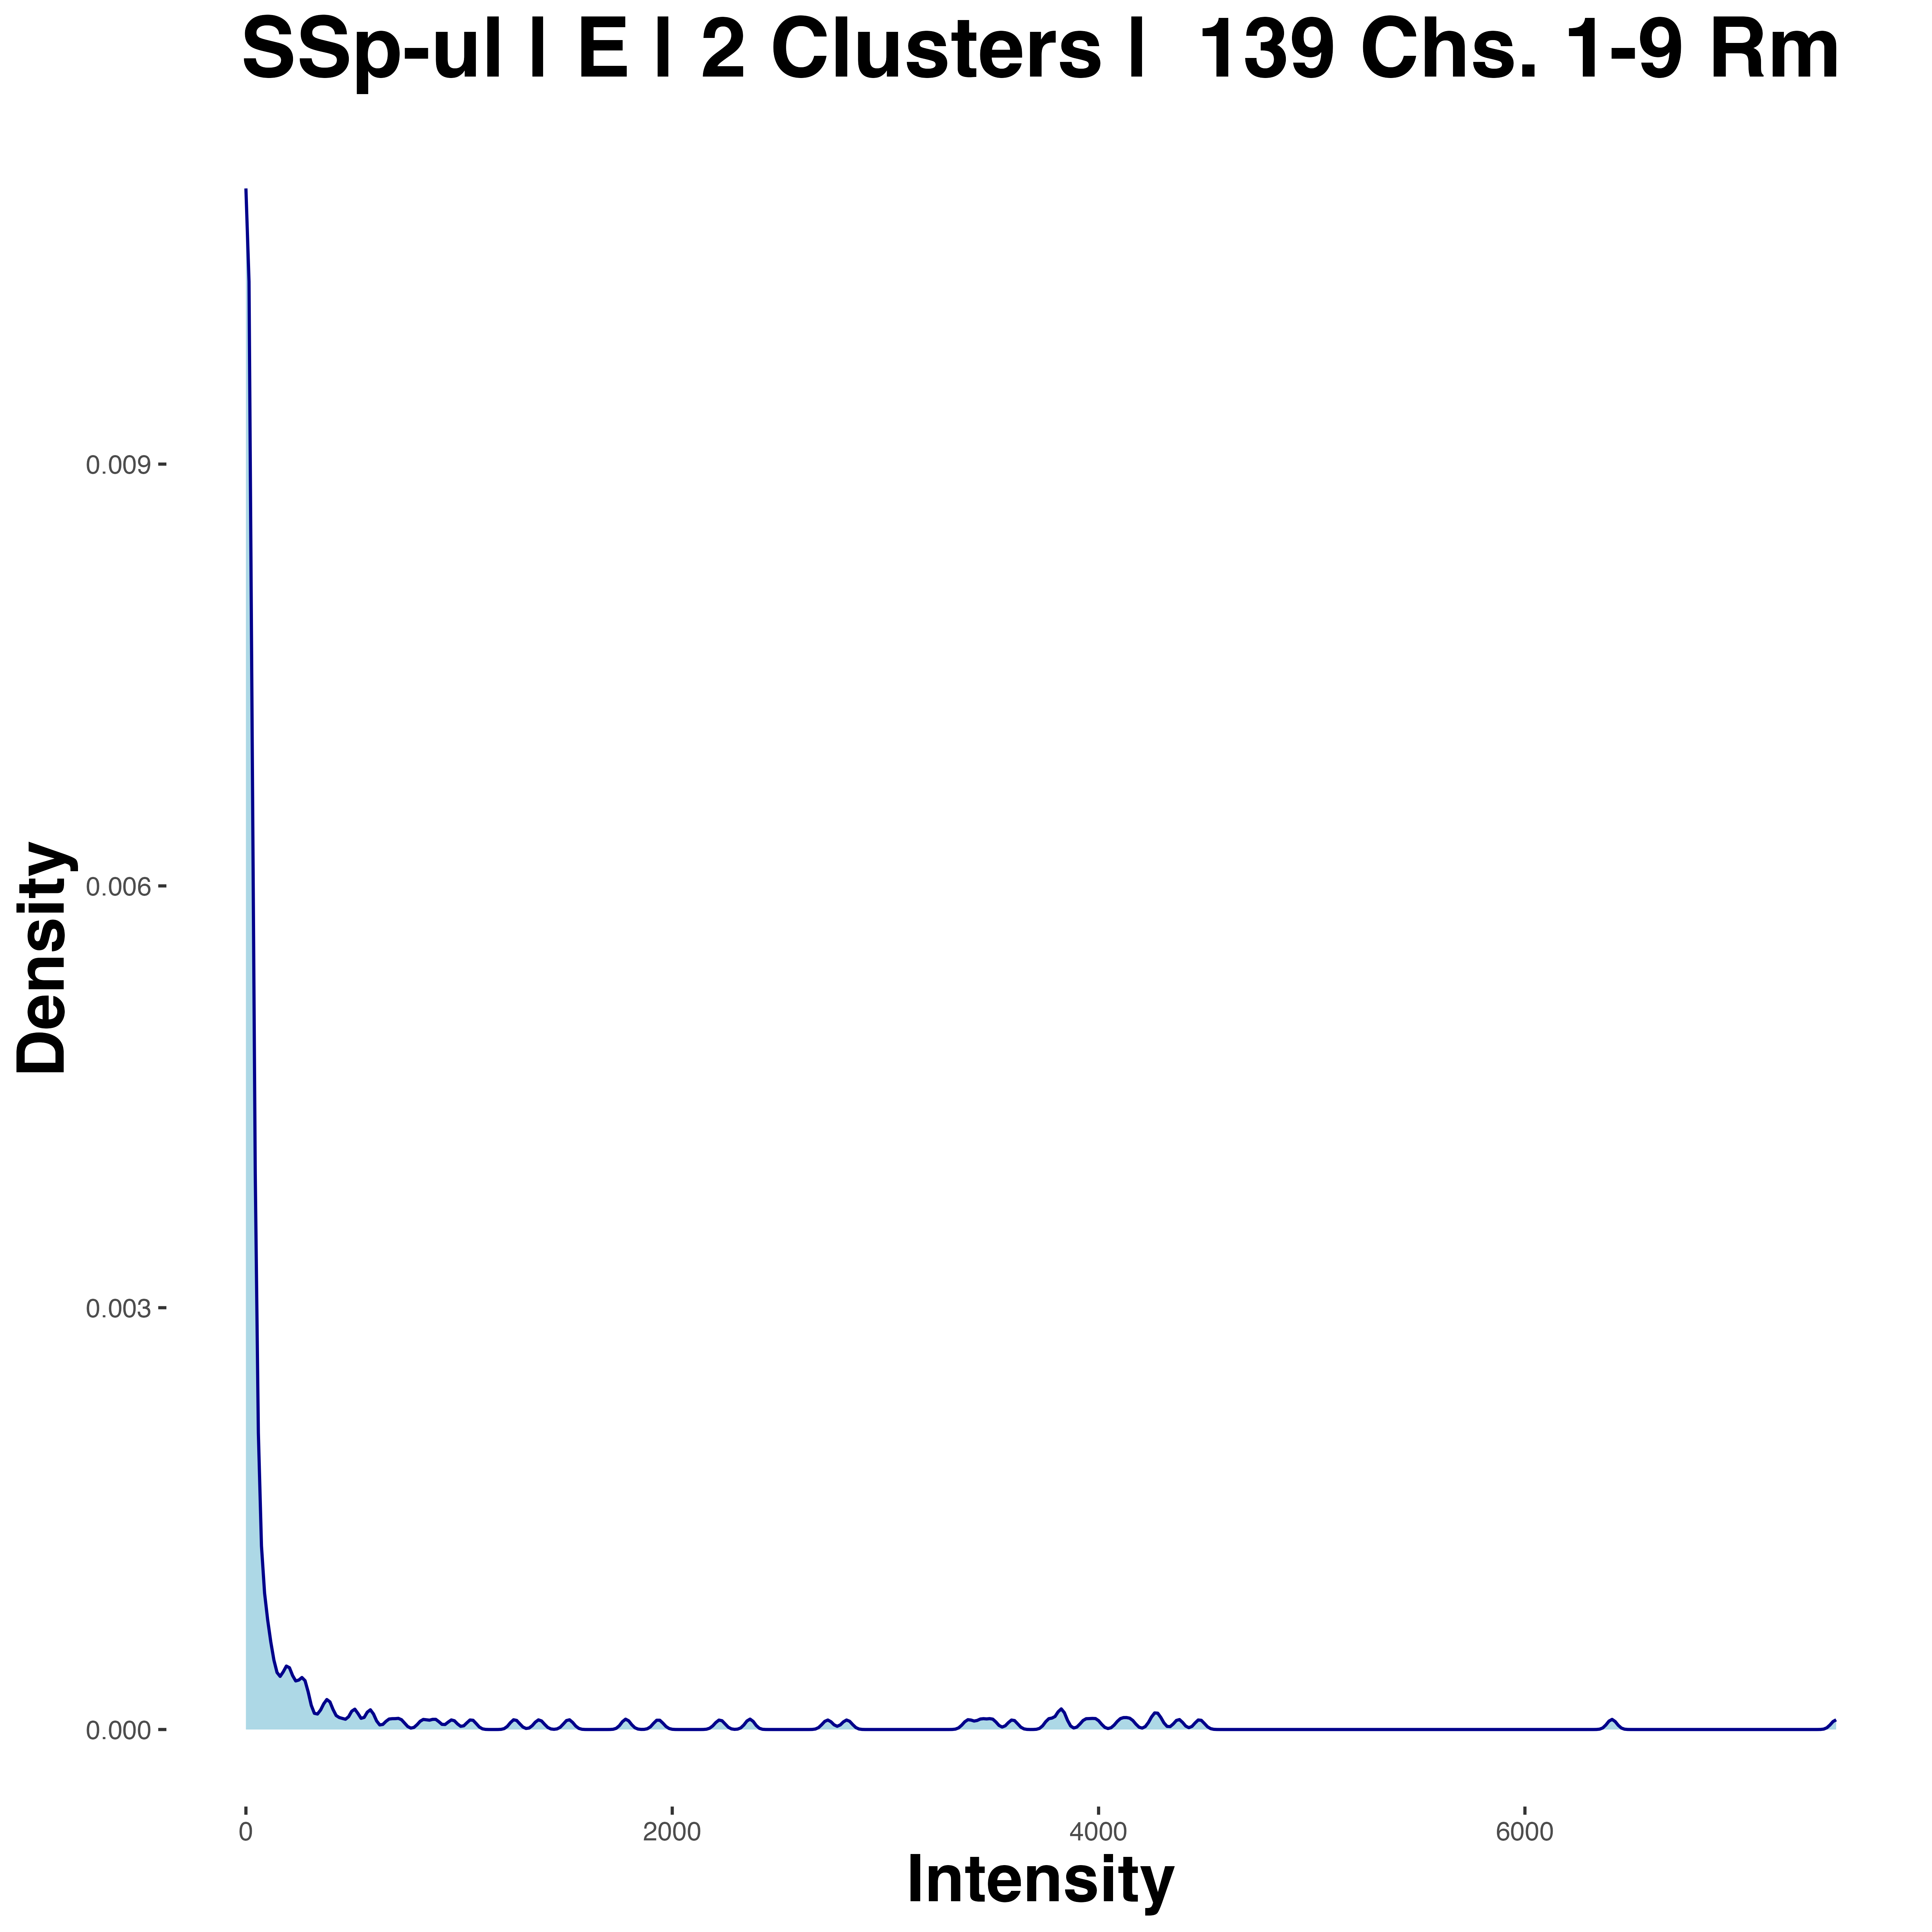 SSp-ul | E | 2 Clusters |  139 Chs. 1-9 Rm
Density
0.009
0.006
0.003
0.000
0 2000 4000 6000
Intensity